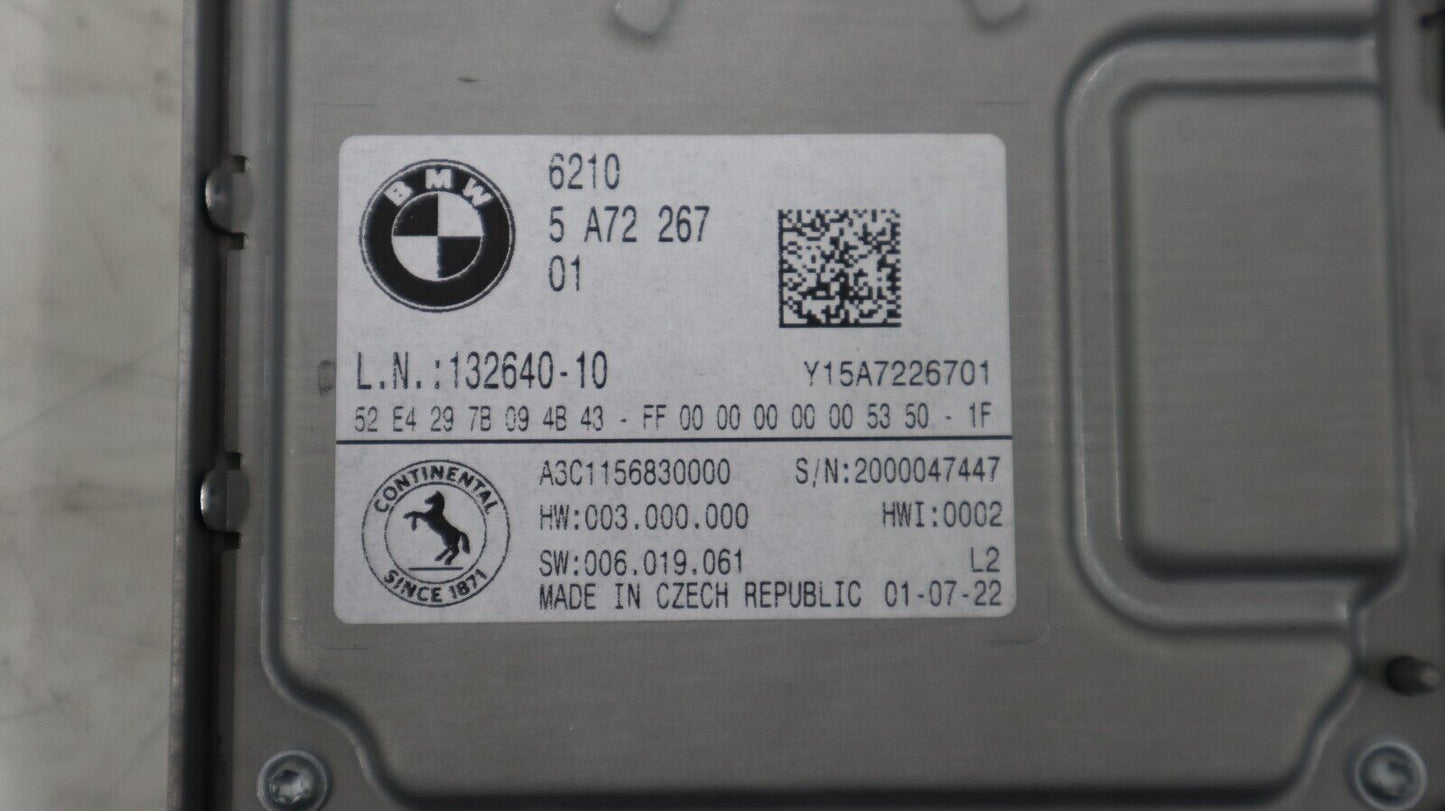 BMW
6210
5 A72 267
01
L.N.:132640-10
Y15A7226701
52 E4 29 7B 09 4B 43 - FF 00 00 00 00 00 53 50 - 1F
CONTINENTAL
SINCE 1871
A3C1156830000 S/N:2000047447
HW:003.000.000 HWI:0002
SW:006.019.061 L2
MADE IN CZECH REPUBLIC 01-07-22